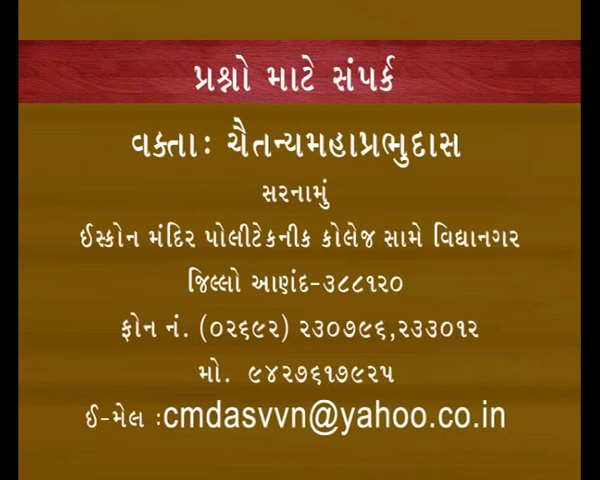 પ્રશ્નો માટે સંપર્ક
વક્તાઃ ચૈતન્યમહાપ્રભુદાસ
સરનામું
ઈસ્કોન મંદિર પોલીટેકનીક કોલેજ સામે વિદ્યાનગર
જિલ્લો આણંદ-૩૮૮૧૨૦
ફોન નં. (૦૨૬૯૨) ૨૩૦૭૯૬,૨૩૩૦૧૨
મો. ૯૪૨૭૬૧૭૯૨૫
ઈ-મેલ :cmdasvvn@yahoo.co.in